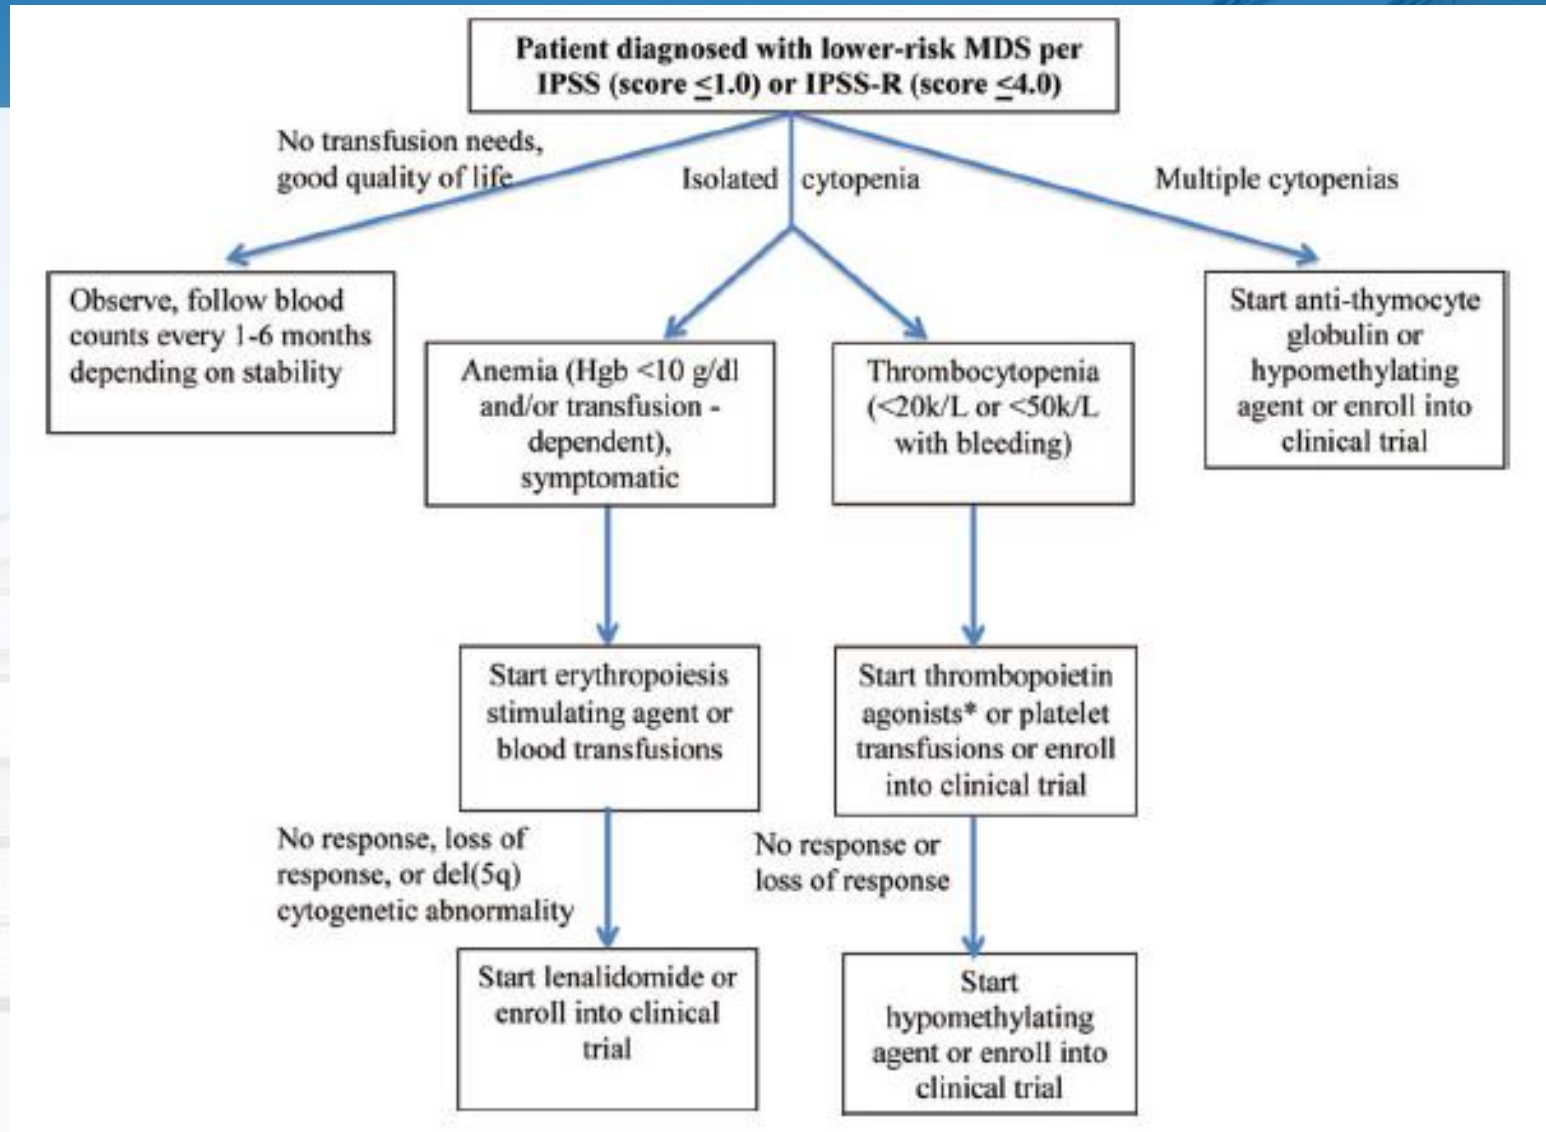 Patient diagnosed with lower-risk MDS per
IPSS (score ≤1.0) or IPSS-R (score ≤4.0)
No transfusion needs,
good quality of life
Isolated cytopenia
Multiple cytopenias
Observe, follow blood
counts every 1-6 months
depending on stability
Anemia (Hgb <10 g/dl
and/or transfusion -
dependent),
symptomatic
Thrombocytopenia
(<20k/L or <50k/L
with bleeding)
Start anti-thymocyte
globulin or
hypomethylating
agent or enroll into
clinical trial
Start erythropoiesis
stimulating agent or
blood transfusions
Start thrombopoietin
agonists* or platelet
transfusions or enroll
into clinical trial
No response, loss of
response, or del(5q)
cytogenetic abnormality
No response or
loss of response
Start lenalidomide or
enroll into clinical
trial
Start
hypomethylating
agent or enroll into
clinical trial